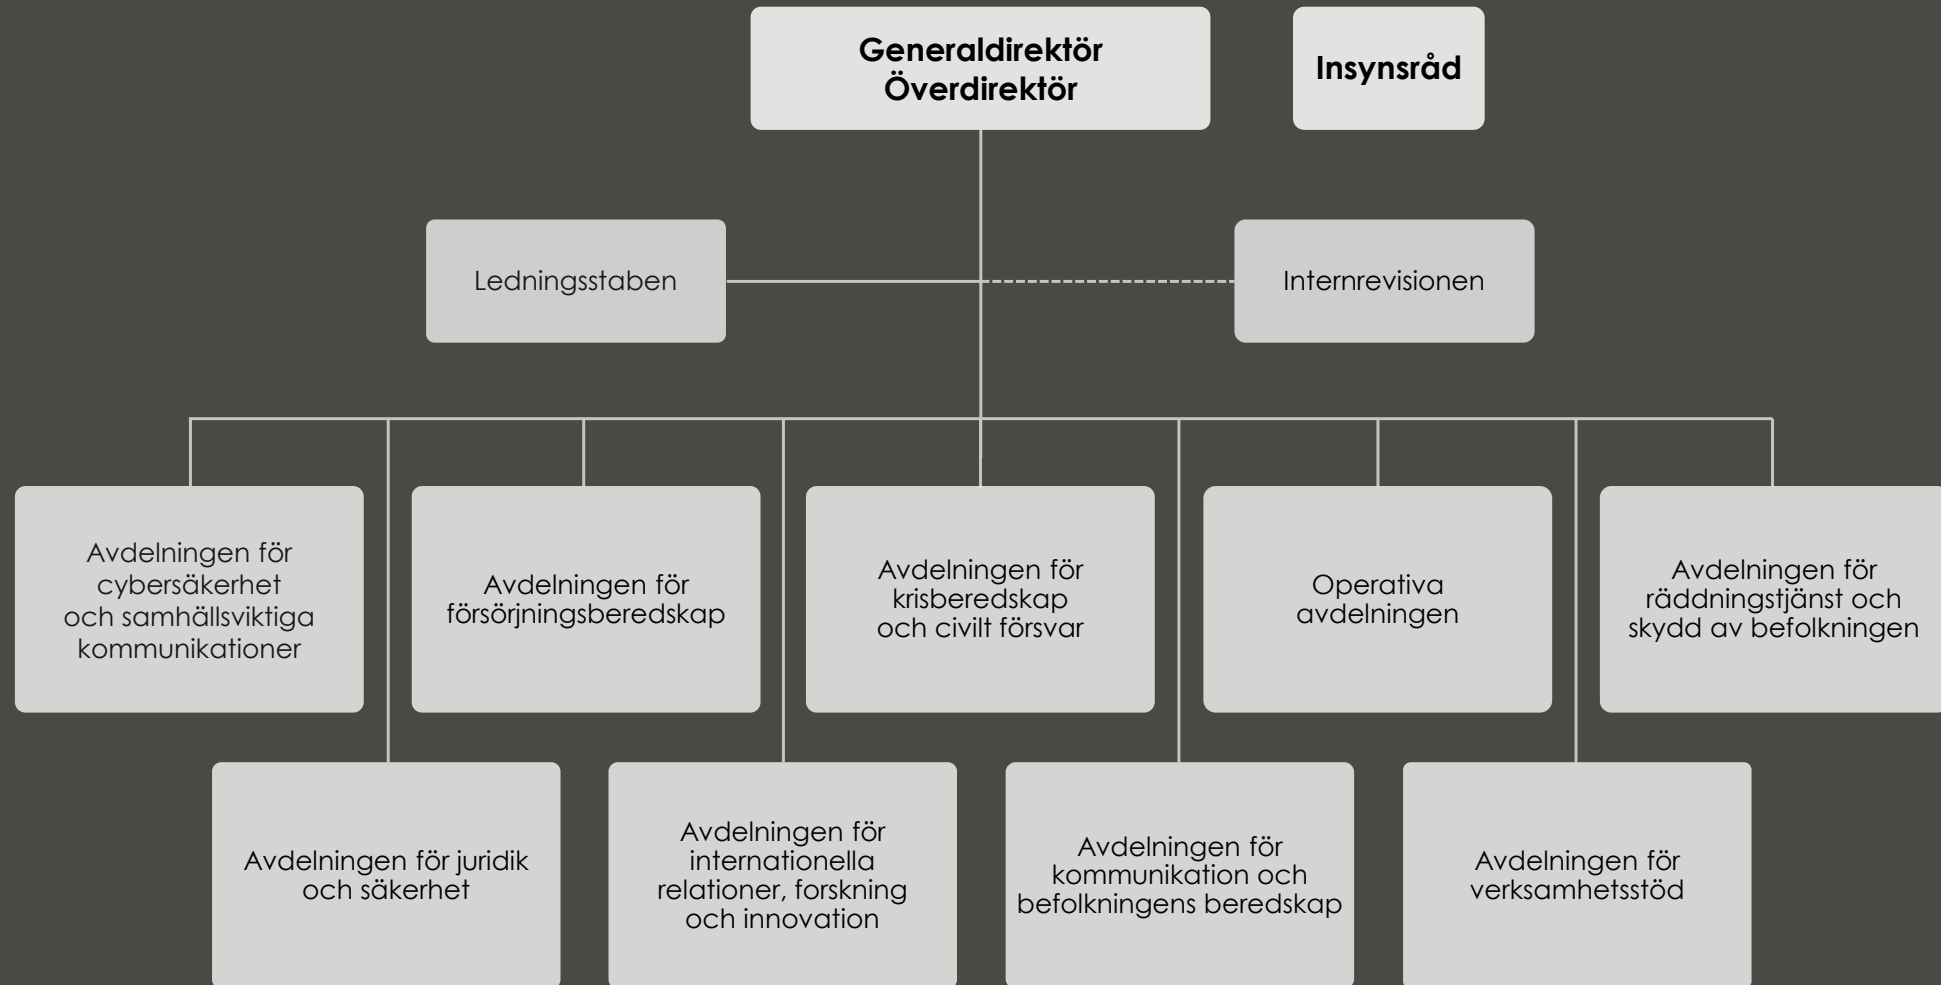 Generaldirektör
Överdirektör
Insynsråd
Ledningsstaben
Internrevisionen
Avdelningen för
cybersäkerhet
och samhällsviktiga
kommunikationer
Avdelningen för
försörjningsberedskap
Avdelningen för
krisberedskap
och civilt försvar
Operativa
avdelningen
Avdelningen för
räddningstjänst och
skydd av befolkningen
Avdelningen för juridik
och säkerhet
Avdelningen för
internationella
relationer, forskning
och innovation
Avdelningen för
kommunikation och
befolkningens beredskap
Avdelningen för
verksamhetsstöd